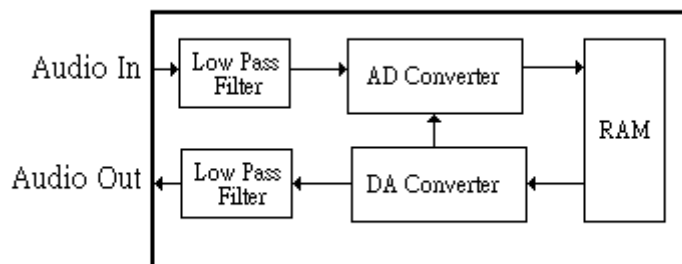 Audio In
Low Pass
Filter
AD Converter
RAM
Audio Out
Low Pass
Filter
DA Converter